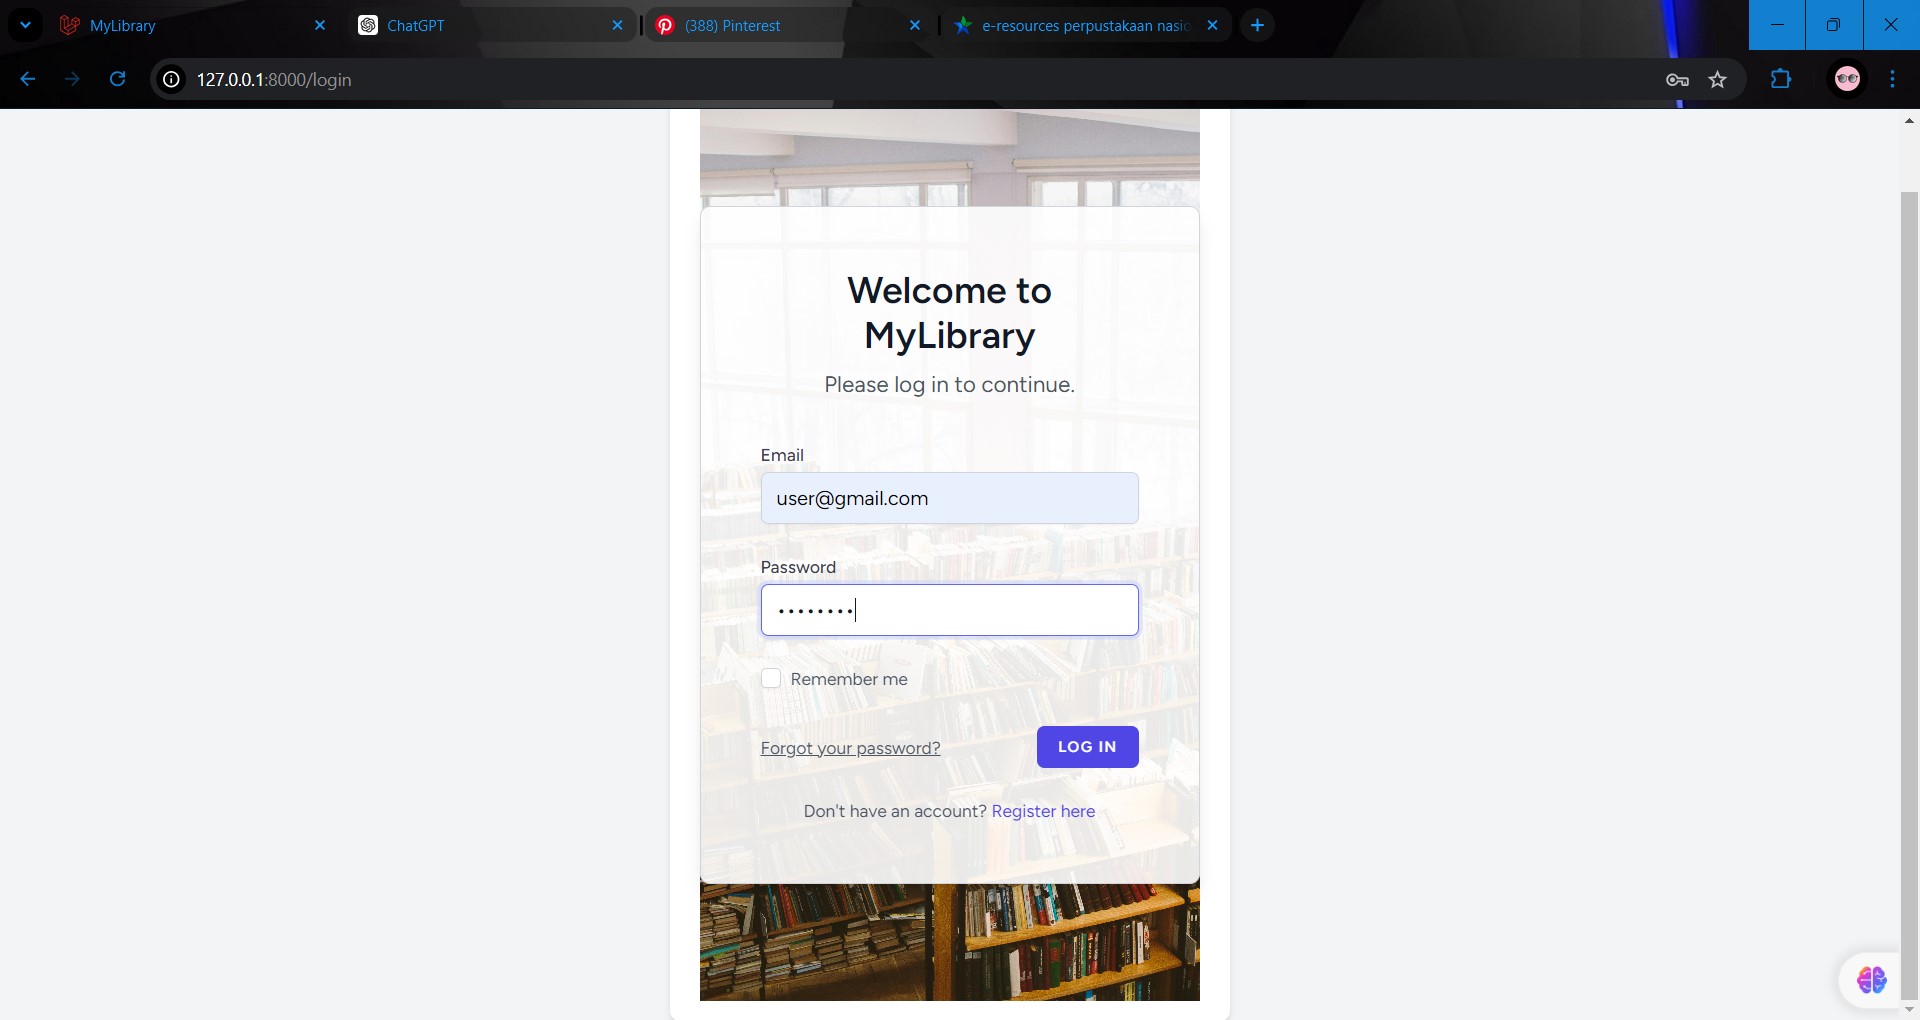 MyLibrary
ChatGPT
(388) Pinterest
e-resources perpustakaan nasio
127.0.0.1:8000/login
Welcome to
MyLibrary
Please log in to continue.
Email
user@gmail.com
Password
••••••••
Remember me
Forgot your password?
LOG IN
Don't have an account? Register here